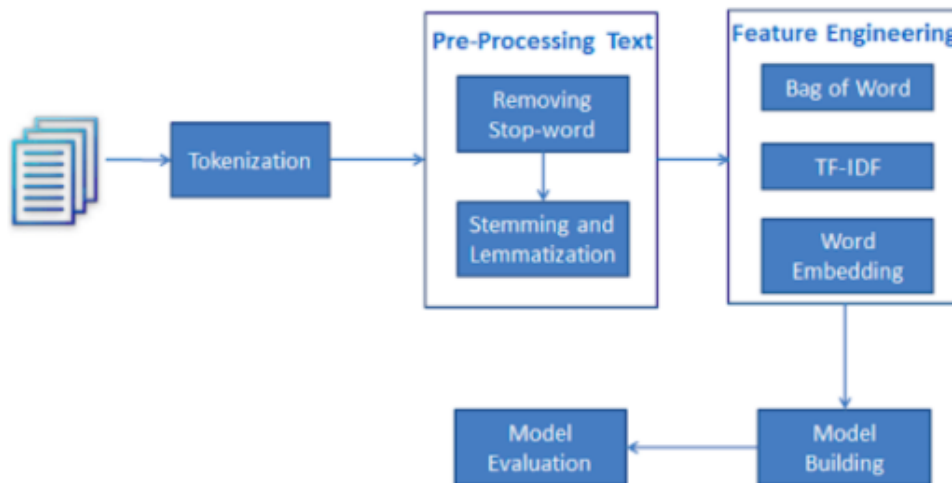 Pre-Processing Text
Feature Engineering
Removing
Stop-word
Bag of Word
Tokenization
TF-IDF
Stemming and
Lemmatization
Word
Embedding
Model
Evaluation
Model
Building